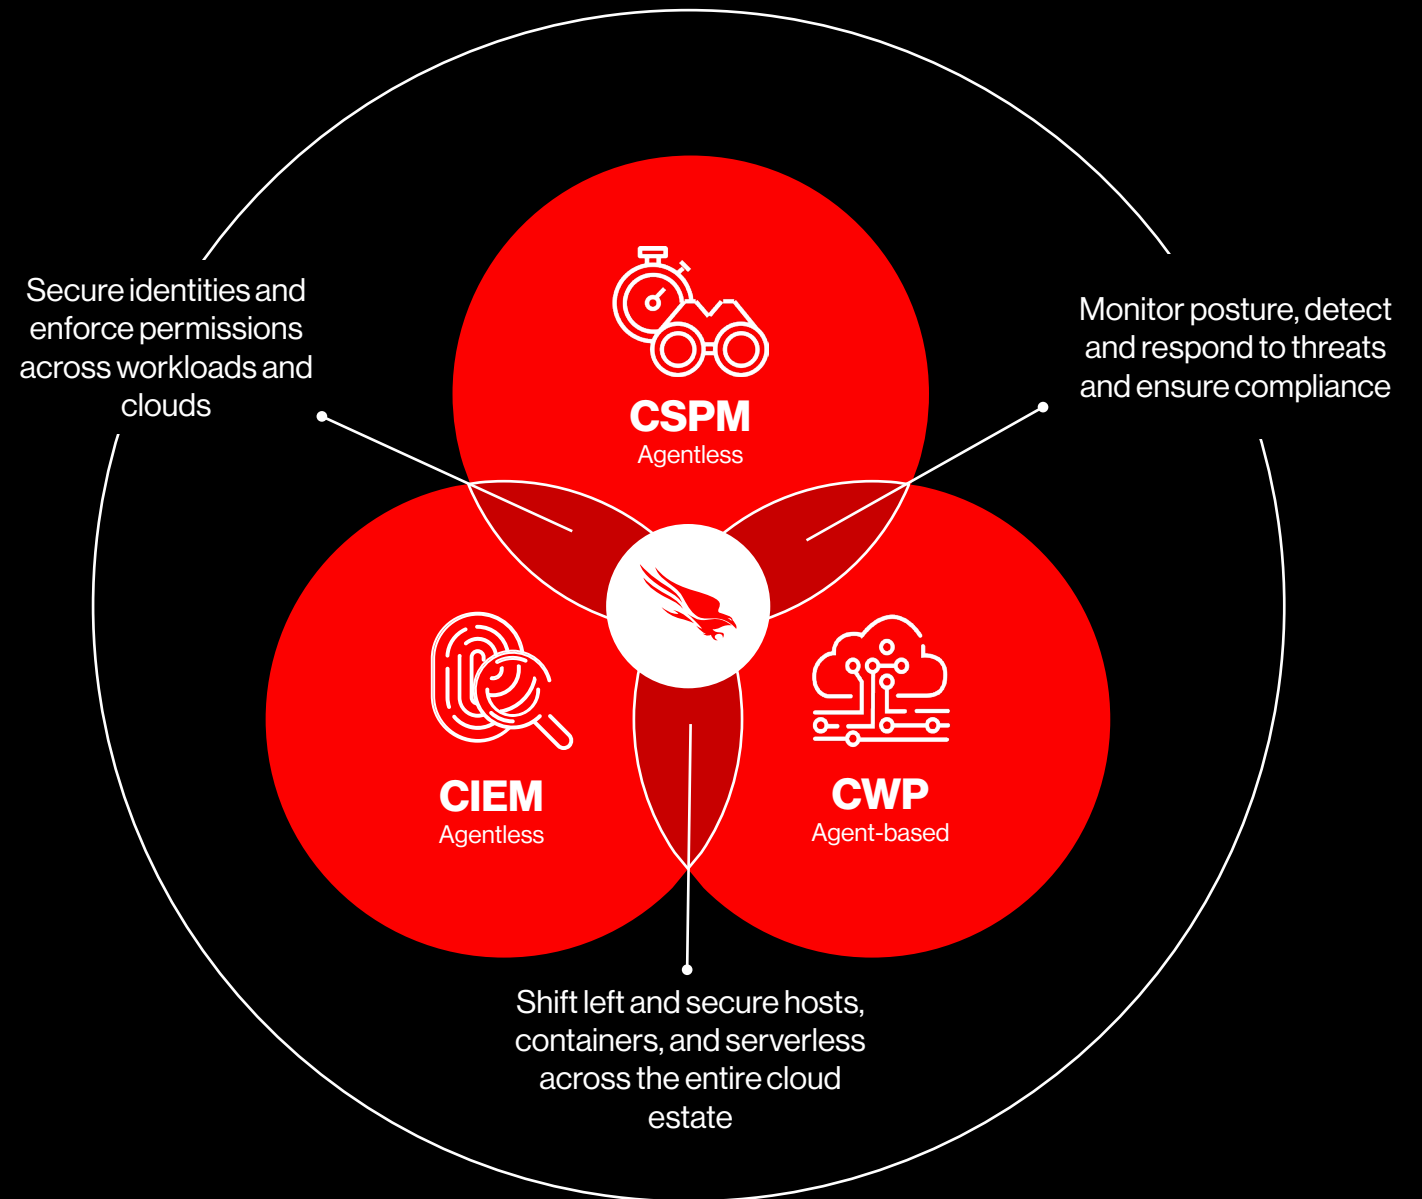 Secure identities and
enforce permissions
across workloads and
clouds
Monitor posture, detect
and respond to threats
and ensure compliance
CSPM
Agentless
CIEM
Agentless
CWP
Agent-based
Shift left and secure hosts,
containers, and serverless
across the entire cloud
estate